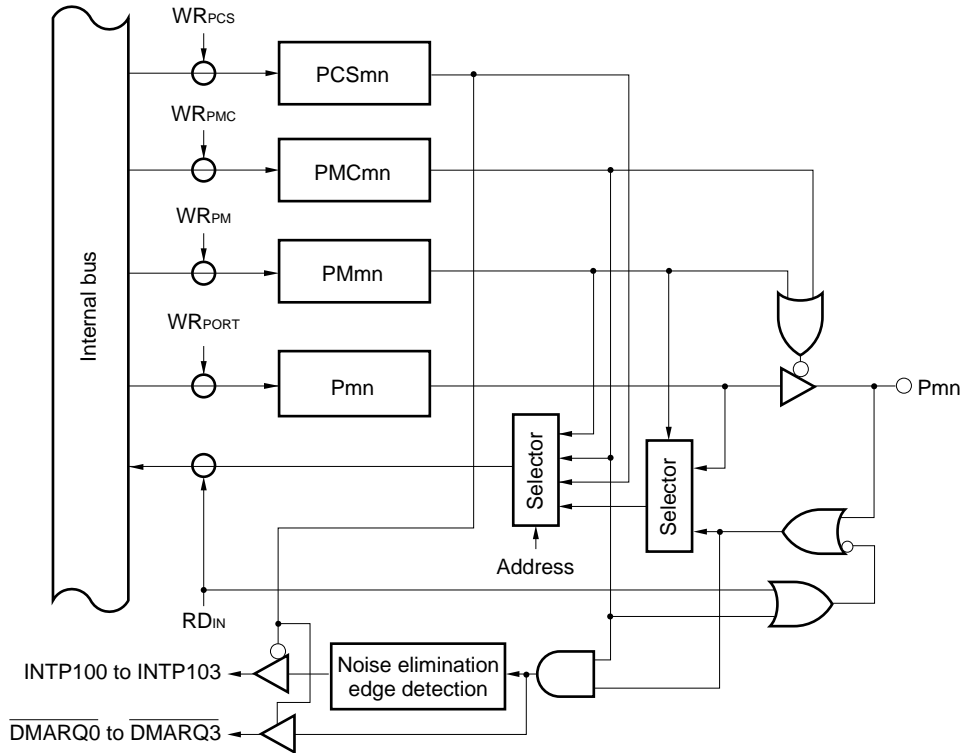 WRPCS
PCSmn
WRPMC
PMCmn
WRPM
PMmn
WRPORT
Pmn
Pmn
Internal bus
Selector
Selector
Address
RDIN
INTP100 to INTP103
Noise elimination
edge detection
DMARQ0 to DMARQ3